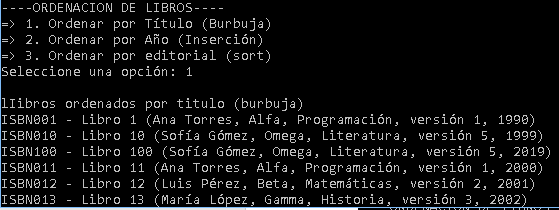 ----ORDENACION DE LIBROS----
=> 1. Ordenar por Título (Burbuja)
=> 2. Ordenar por Año (Inserción)
=> 3. Ordenar por editorial (sort)
Seleccione una opción: 1
lIibros ordenados por titulo (burbuja)
ISBN001 - Libro 1 (Ana Torres, Alfa, Programación, versión 1, 1990)
ISBN010 - Libro 10 (Sofía Gómez, Omega, Literatura, versión 5, 1999)
ISBN100 - Libro 100 (Sofía Gómez, Omega, Literatura, versión 5, 2019)
ISBN011 - Libro 11 (Ana Torres, Alfa, Programación, versión 1, 2000)
ISBN012 - Libro 12 (Luis Pérez, Beta, Matemáticas, versión 2, 2001)
ISBN013 - Libro 13 (María López, Gamma, Historia, versión 3, 2002)